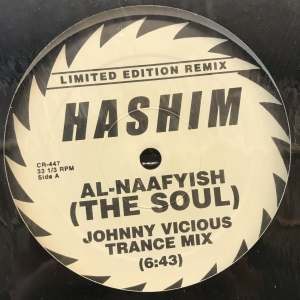 LIMITED EDITION REMIX
HASHIM
CR-447
33 1/3 RPM
Side A
AL-NAAFYISH
(THE SOUL)
JOHNNY VICIOUS
TRANCE MIX
(6:43)